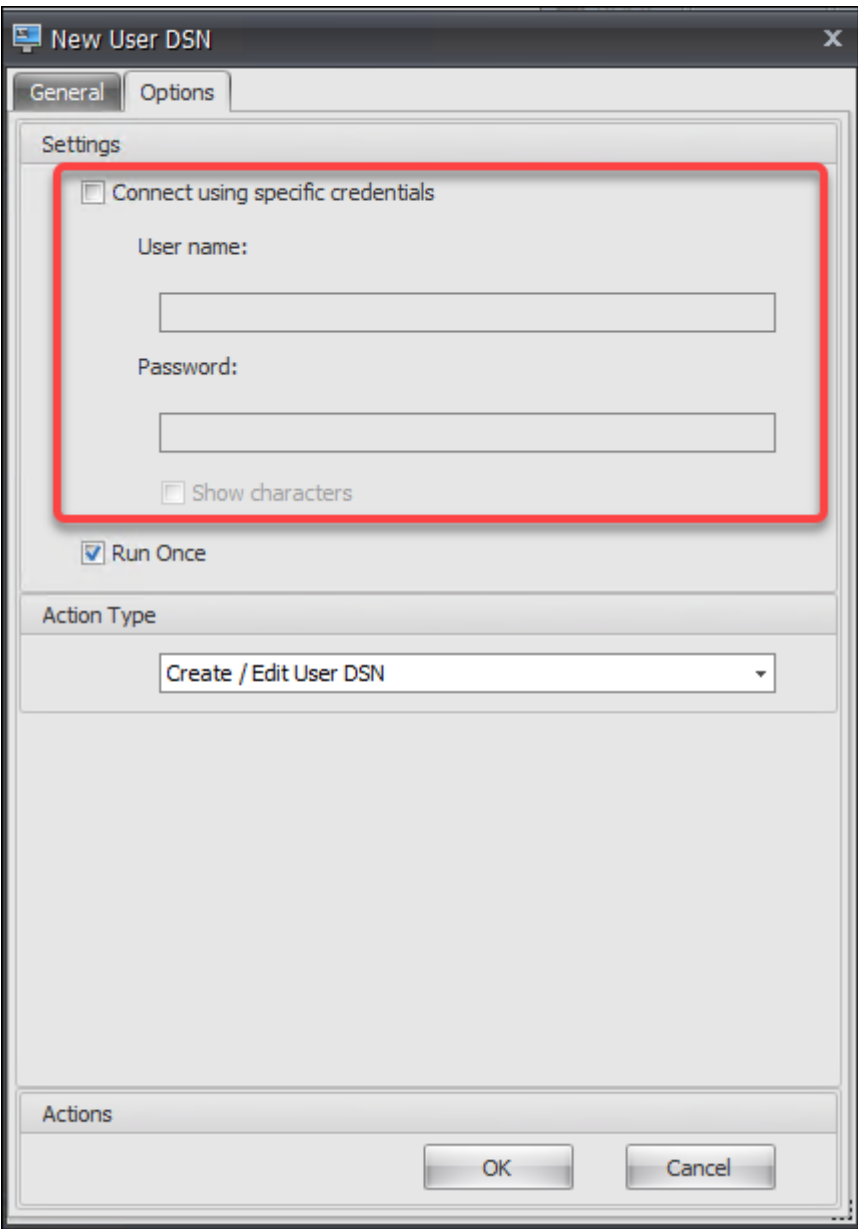 New User DSN
General Options
Settings
Connect using specific credentials
User name:
Password:
Show characters
Run Once
Action Type
Create / Edit User DSN
Actions
OK Cancel